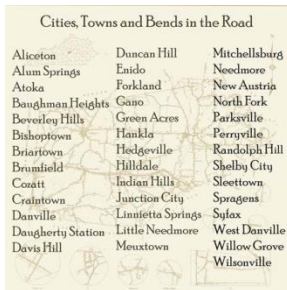 Cities, Towns and Bends in the Road
Aliceton
Alum Springs
Atoka
Baughman Heights
Beverley Hills
Bishoptown
Briartown
Brumfield
Cozatt
Craintown
Danville
Daugherty Station
Davis Hill
Duncan Hill
Enido
Forkland
Gano
Green Acres
Hankla
Hedgeville
Hilldale
Indian Hills
Junction City
Linnietta Springs
Little Needmore
Meuxtown
Mitchellsburg
Needmore
New Austria
North Fork
Parksville
Perryville
Randolph Hill
Shelby City
Sleettown
Spragens
Syfax
West Danville
Willow Grove
Wilsonville